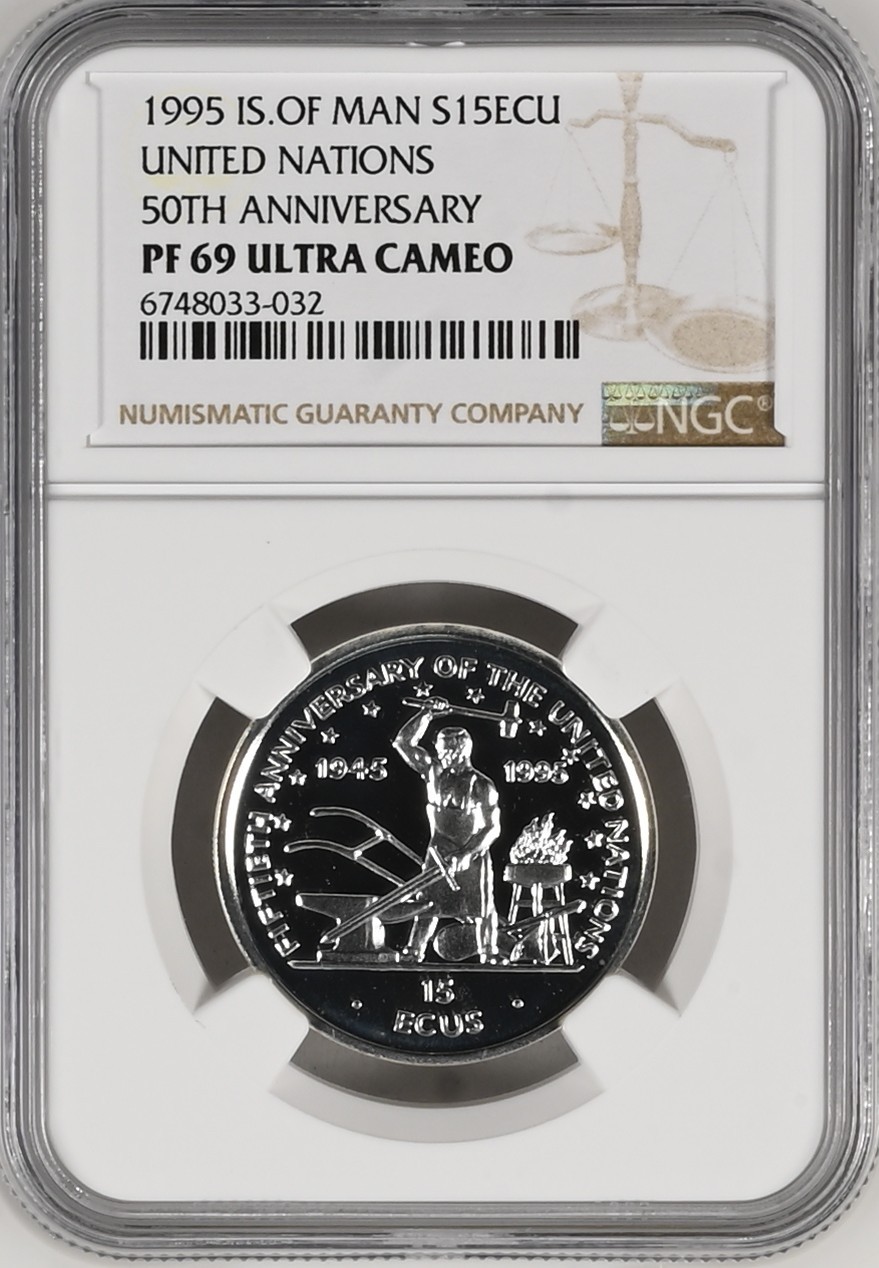 1995 IS.OF MAN S15ECU
UNITED NATIONS
50TH ANNIVERSARY
PF 69 ULTRA CAMEO
6748033-032
NUMISMATIC GUARANTY COMPANY
NGC®
FIFTIETH ANNIVERSARY OF THE UNITED NATIONS
1945 1995
15
ECUS